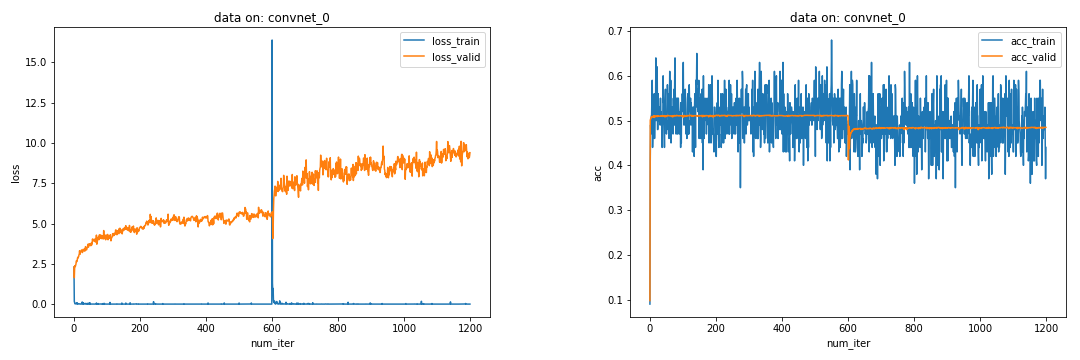 data on: convnet_0
loss_train
loss_valid
15.0
12.5
10.0
7.5
5.0
2.5
0.0
loss
0 200 400 600 800 1000 1200
num_iter
data on: convnet_0
acc_train
acc_valid
0.7
0.6
0.5
0.4
0.3
0.2
0.1
acc
0 200 400 600 800 1000 1200
num_iter